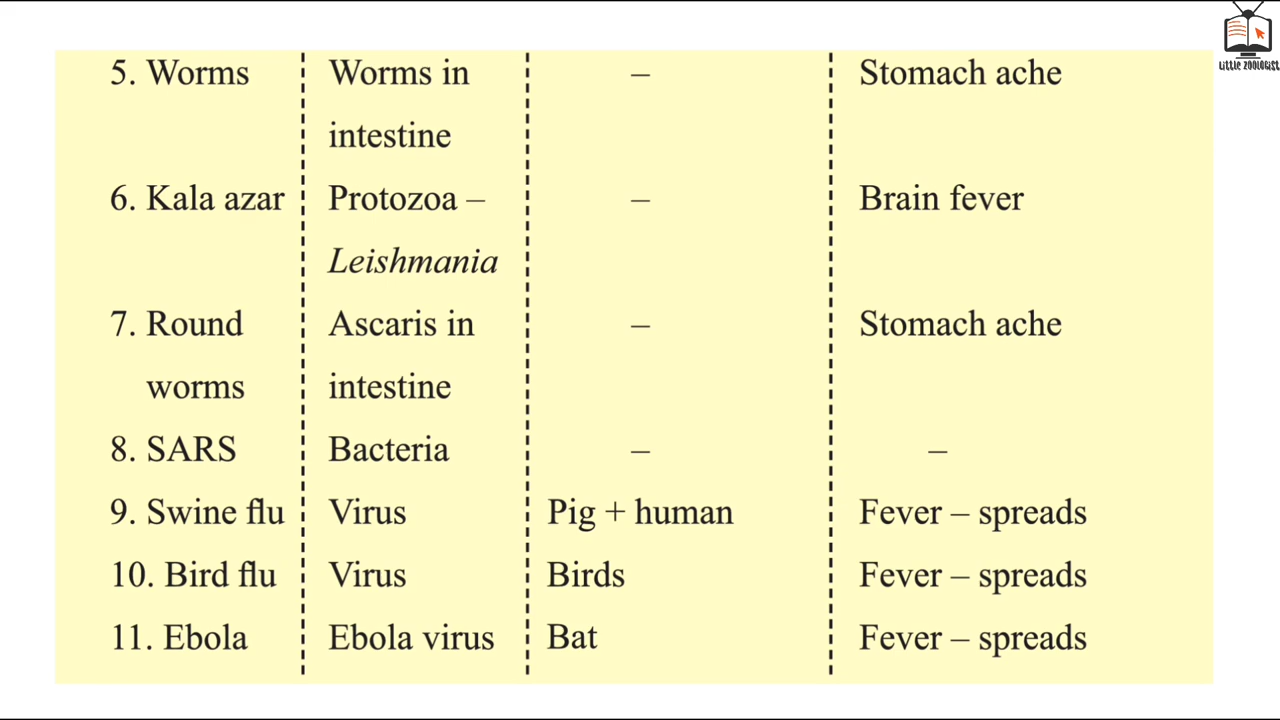 LITTLE ZOOLOGIST
5. Worms Worms in – Stomach ache
intestine
6. Kala azar Protozoa – – Brain fever
Leishmania
7. Round Ascaris in – Stomach ache
worms intestine
8. SARS Bacteria – –
9. Swine flu Virus Pig + human Fever – spreads
10. Bird flu Virus Birds Fever – spreads
11. Ebola Ebola virus Bat Fever – spreads